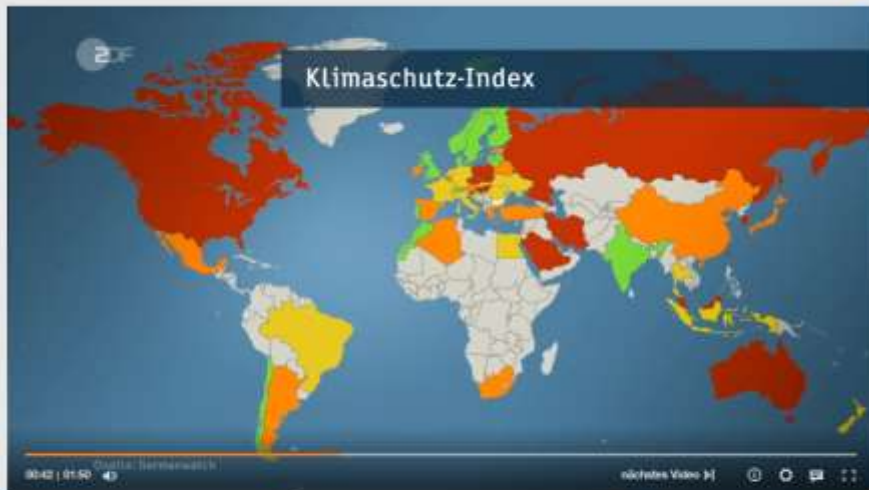 ZDF
Klimaschutz-Index
Quelle: Germanwatch
00:42 | 01:50
nächstes Video